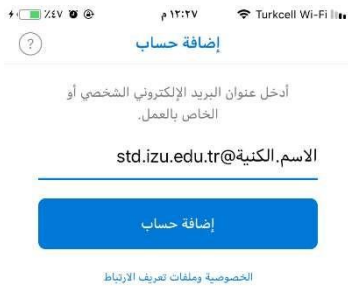 ٪٤٧ ١٢:٢٧ م Turkcell Wi-Fi
إضافة حساب
?
أدخل عنوان البريد الإلكتروني الشخصي أو
الخاص بالعمل.
الاسم.الكنية@std.izu.edu.tr
إضافة حساب
الخصوصية وملفات تعريف الارتباط